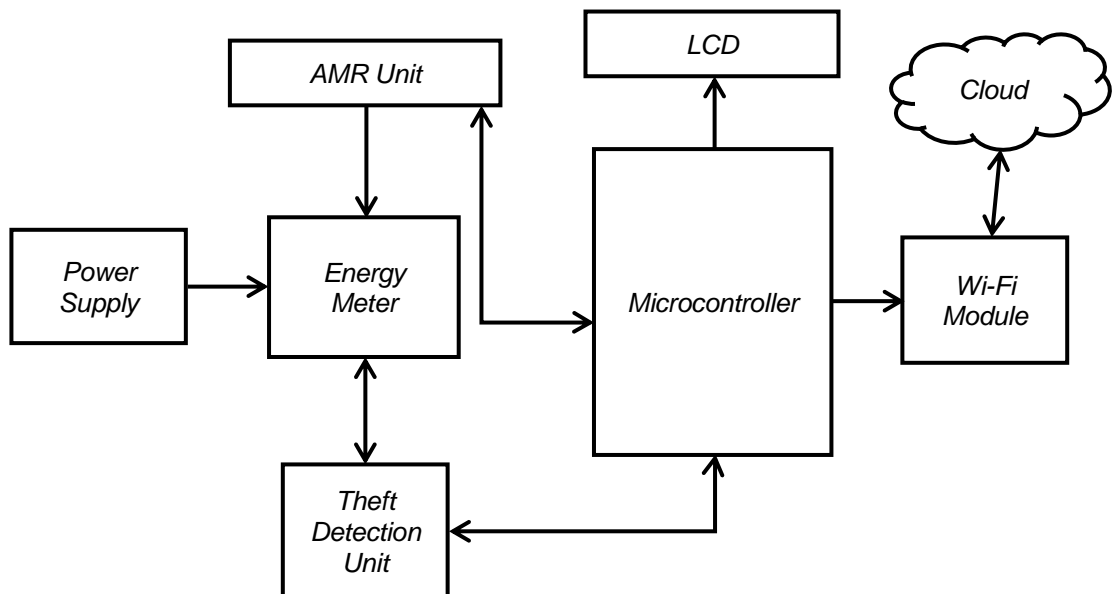 AMR Unit
LCD
Cloud
Power
Supply
Energy
Meter
Microcontroller
Wi-Fi
Module
Theft
Detection
Unit